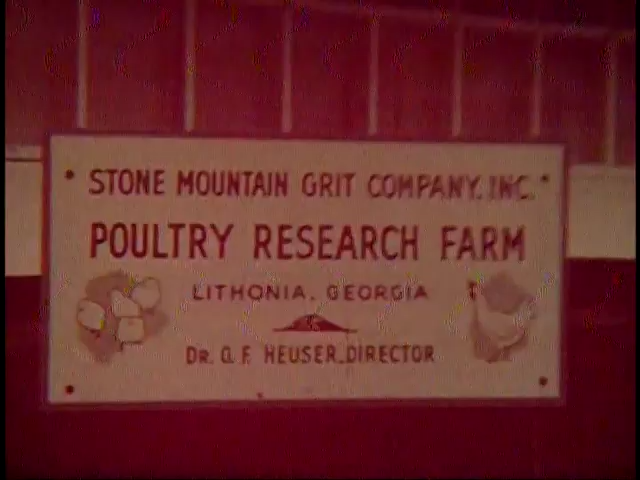 STONE MOUNTAIN GRIT COMPANY, INC.
POULTRY RESEARCH FARM
LITHONIA, GEORGIA
DR. G. F. HEUSER, DIRECTOR